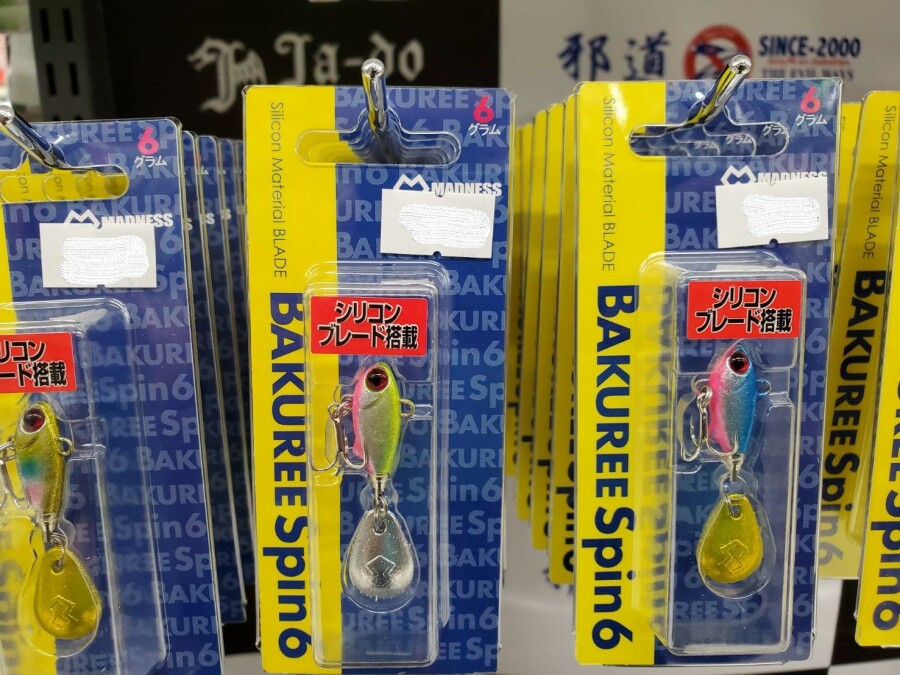 Ja-do
邪道
SINCE-2000
6
グラム
MADNESS
リコン
レード搭載
6
グラム
Silicon Material BLADE
MADNESS
シリコン
ブレード搭載
BAKUREE Spin6
6
グラム
Silicon Material BLADE
MADNESS
シリコン
ブレード搭載
BAKUREE Spin6
Silicon Material BLADE
BAKUREE Spin6
BAKUREE Spin6